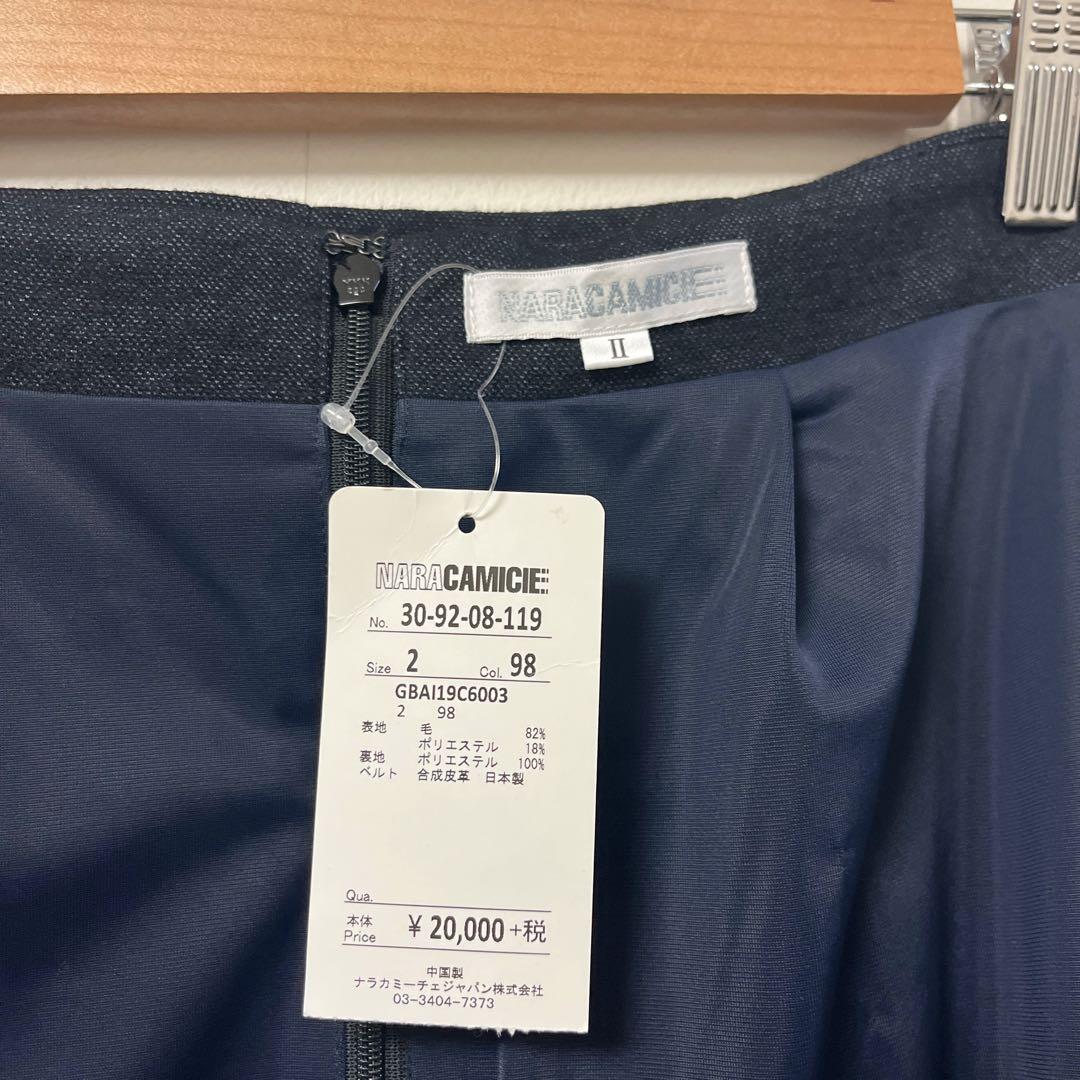 NARACAMICIE
II
NARACAMICIE
No. 30-92-08-119
Size 2 Col. 98
GBAI19C6003
2 98
表地 毛 82%
ポリエステル 18%
裏地 ポリエステル 100%
ベルト 合成皮革 日本製
Qua.
本体
Price ¥ 20,000+税
中国製
ナラカミーチェジャパン株式会社
03-3404-7373